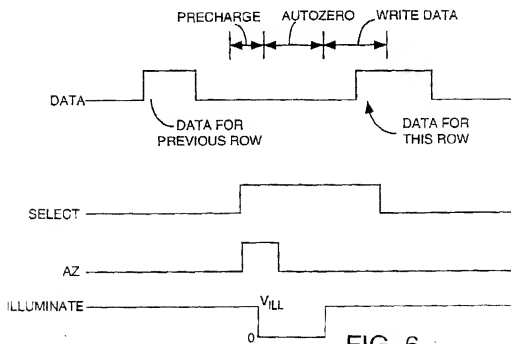 PRECHARGE AUTOZERO WRITE DATA
DATA
DATA FOR
PREVIOUS ROW
DATA FOR
THIS ROW
SELECT
AZ
ILLUMINATE
VILL
0
FIG. 6